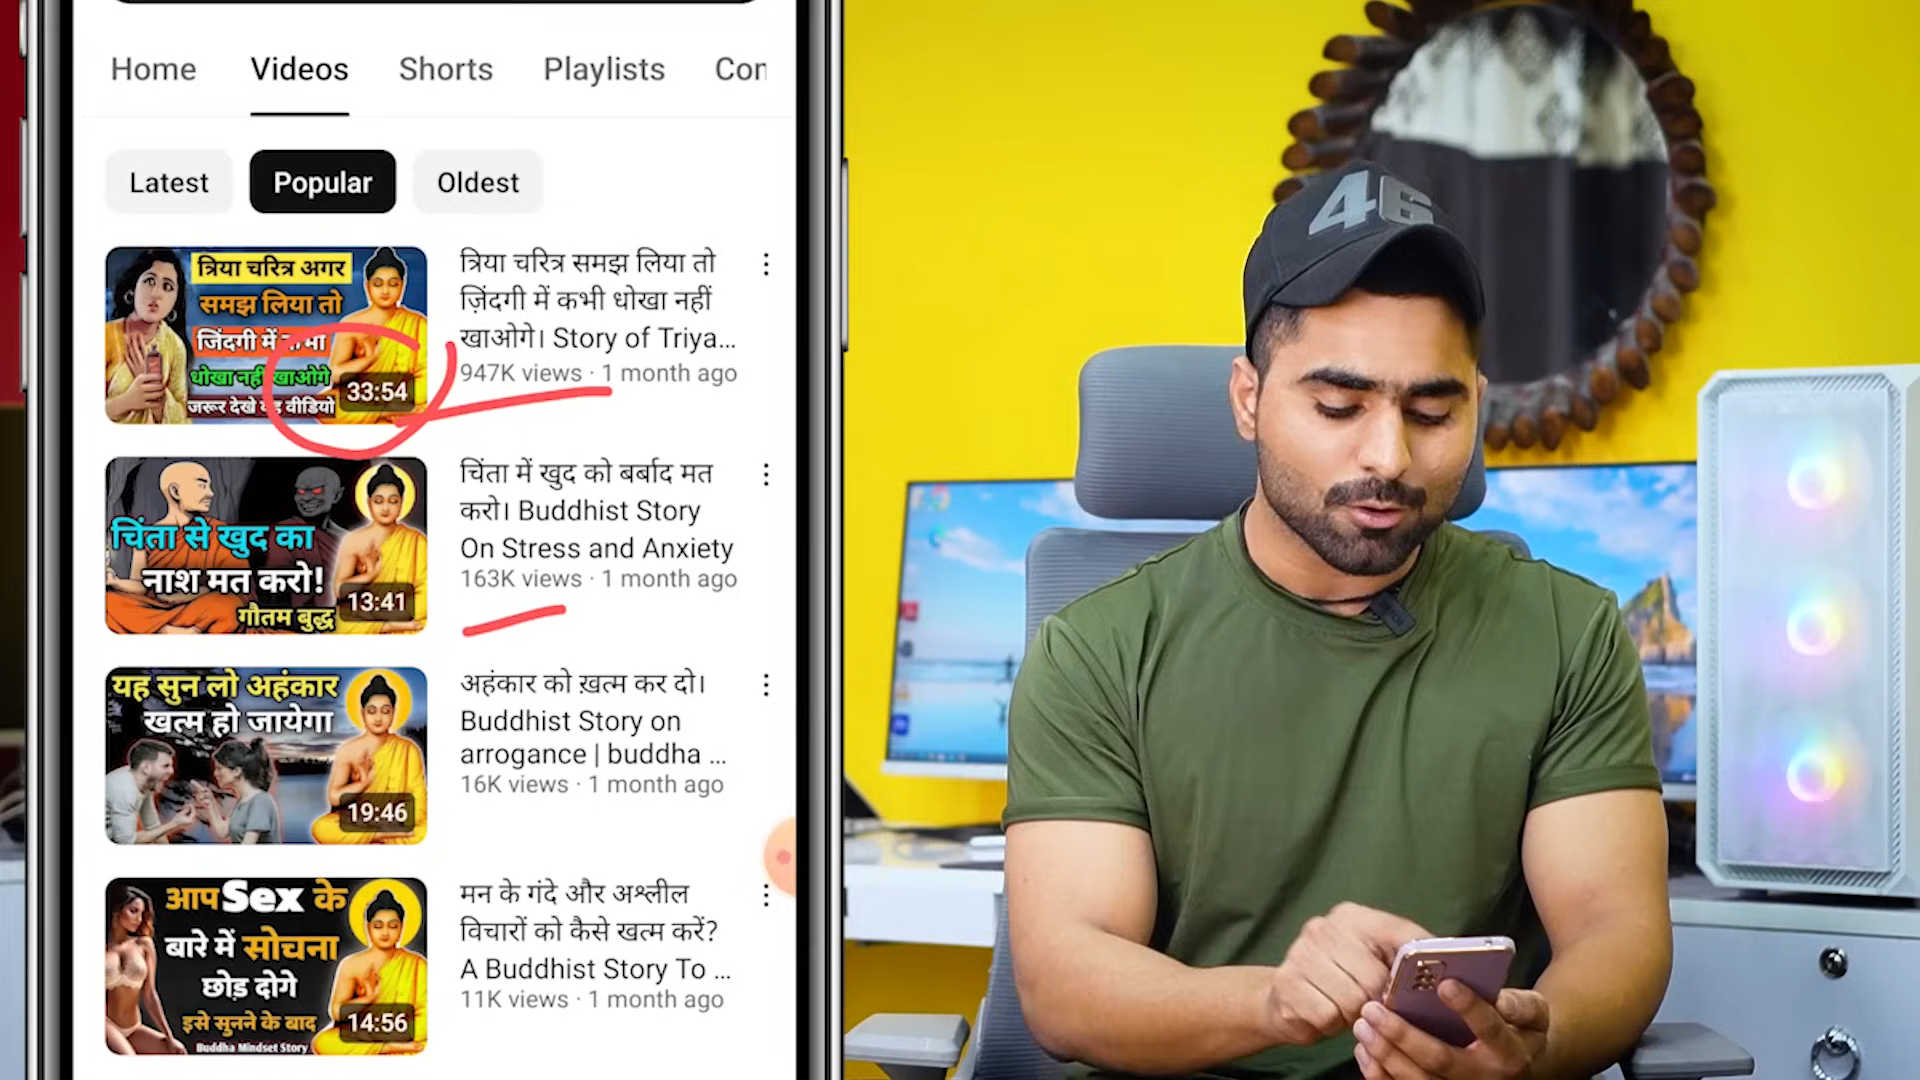 Home Videos Shorts Playlists Con
Latest Popular Oldest
त्रिया चरित्र अगर
समझ लिया तो
जिंदगी में
धोखा नहीं खाओगे
जरूर देखे वीडियो
33:54
त्रिया चरित्र समझ लिया तो
ज़िंदगी में कभी धोखा नहीं
खाओगे। Story of Triya...
947K views · 1 month ago
चिंता से खुद का
नाश मत करो!
गौतम बुद्ध
13:41
चिंता में खुद को बर्बाद मत
करो। Buddhist Story
On Stress and Anxiety
163K views · 1 month ago
यह सुन लो अहंकार
खत्म हो जायेगा
19:46
अहंकार को ख़त्म कर दो।
Buddhist Story on
arrogance | buddha ...
16K views · 1 month ago
आप Sex के
बारे में सोचना
छोड़ दोगे
इसे सुनने के बाद
Buddha Mindset Story
14:56
मन के गंदे और अश्लील
विचारों को कैसे खत्म करें?
A Buddhist Story To ...
11K views · 1 month ago
46